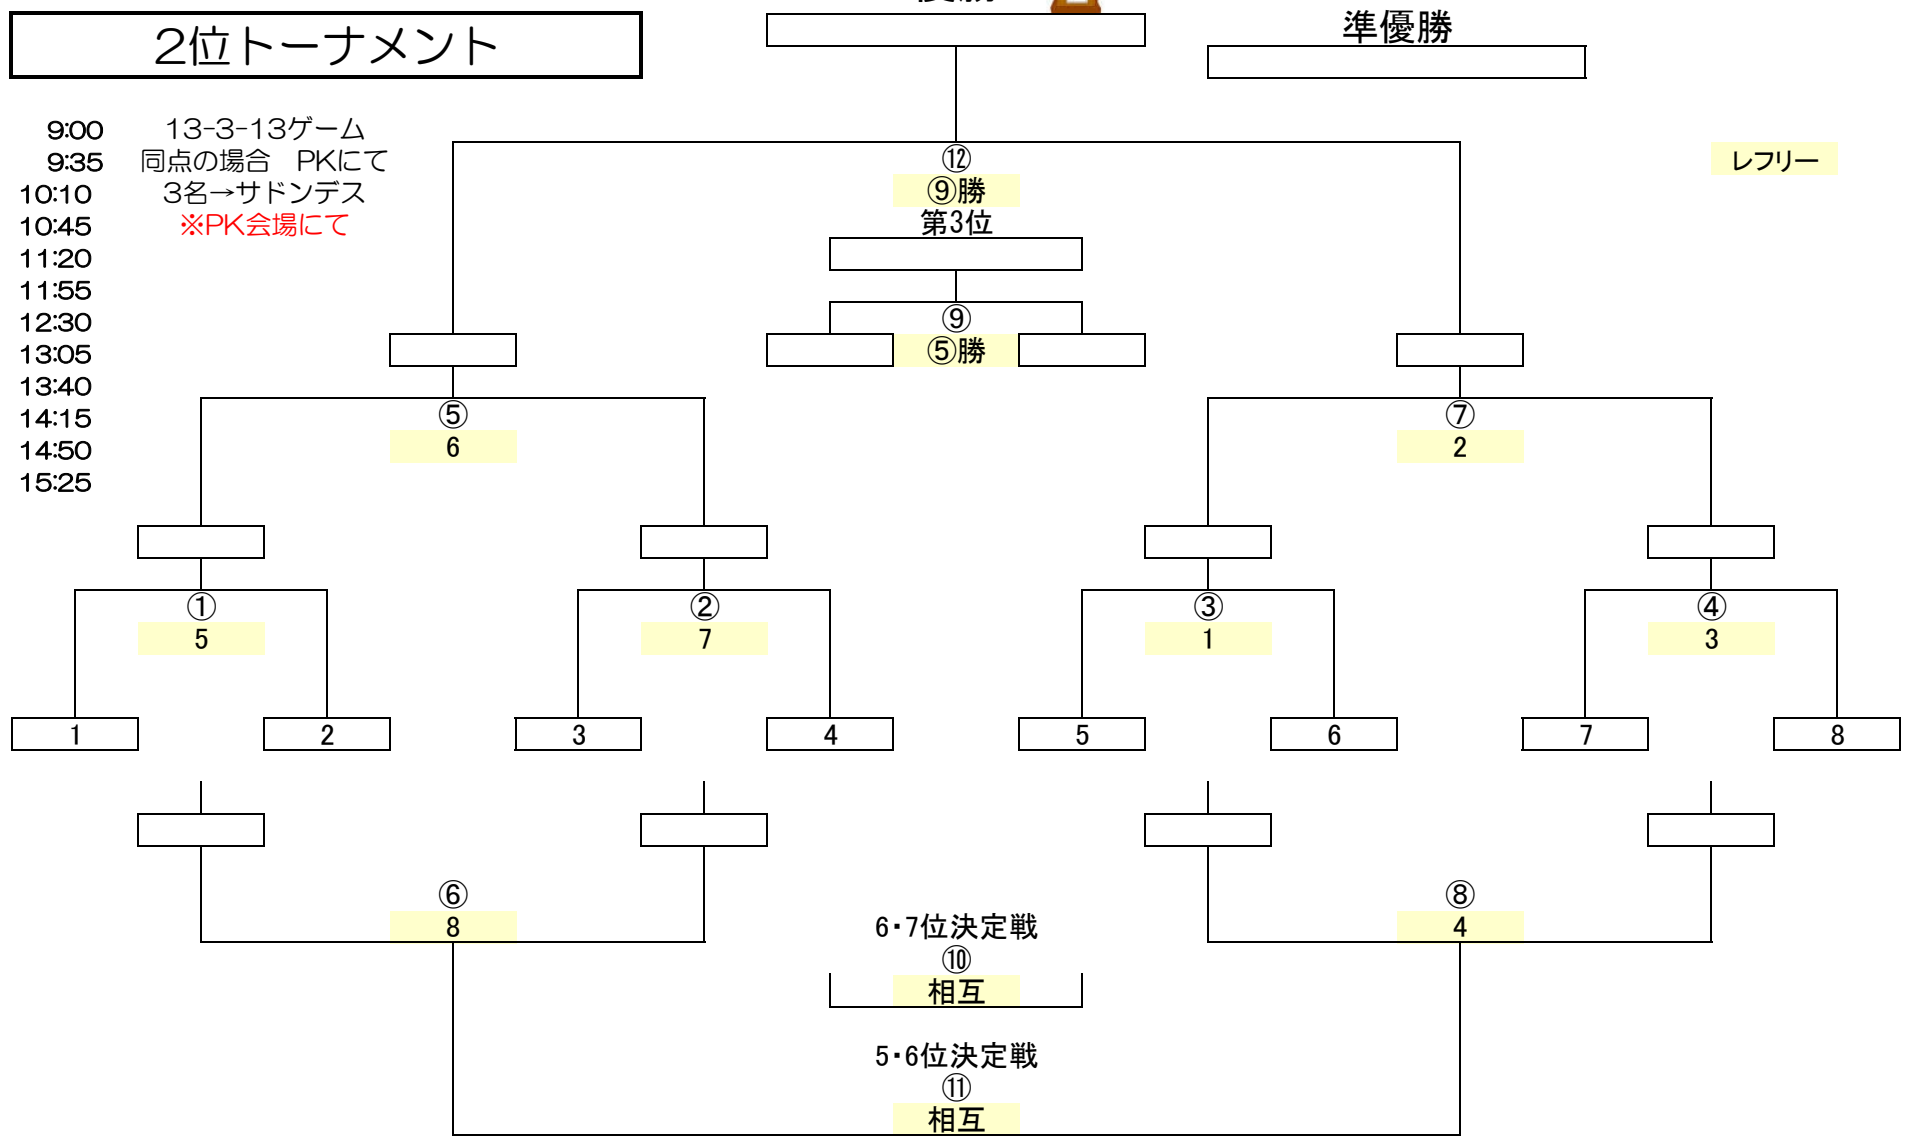 準優勝
2位トーナメント
9:00 13-3-13ゲーム
9:35 同点の場合 PKにて
10:10 3名→サドンデス
10:45 ※PK会場にて
11:20
11:55
12:30
13:05
13:40
14:15
14:50
15:25
レフリー
⑫
⑨勝
第3位
⑨
⑤勝
⑤ ⑦
6 2
① ② ③ ④
5 7 1 3
1 2 3 4 5 6 7 8
⑥ ⑧
8 4
6・7位決定戦
⑩
相互
5・6位決定戦
⑪
相互